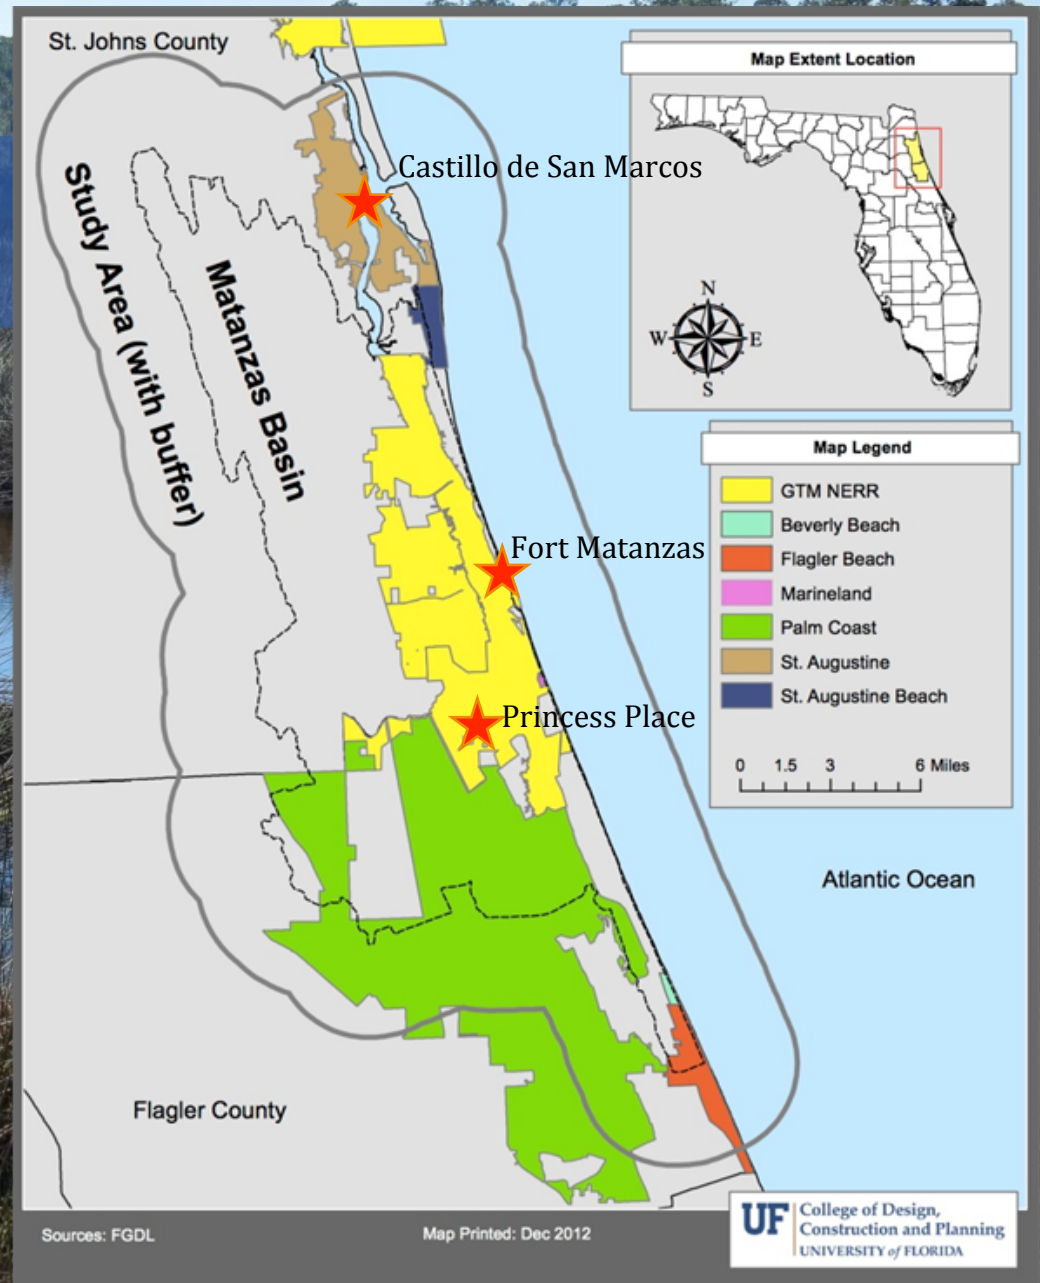 St. Johns County
Map Extent Location
Castillo de San Marcos
Study Area (with buffer)
Matanzas Basin
N
W
E
S
Map Legend
GTM NERR
Beverly Beach
Flagler Beach
Marineland
Palm Coast
St. Augustine
St. Augustine Beach
0 1.5 3 6 Miles
Fort Matanzas
Princess Place
Atlantic Ocean
Flagler County
Sources: FGDL
Map Printed: Dec 2012
UF
College of Design,
Construction and Planning
UNIVERSITY of FLORIDA